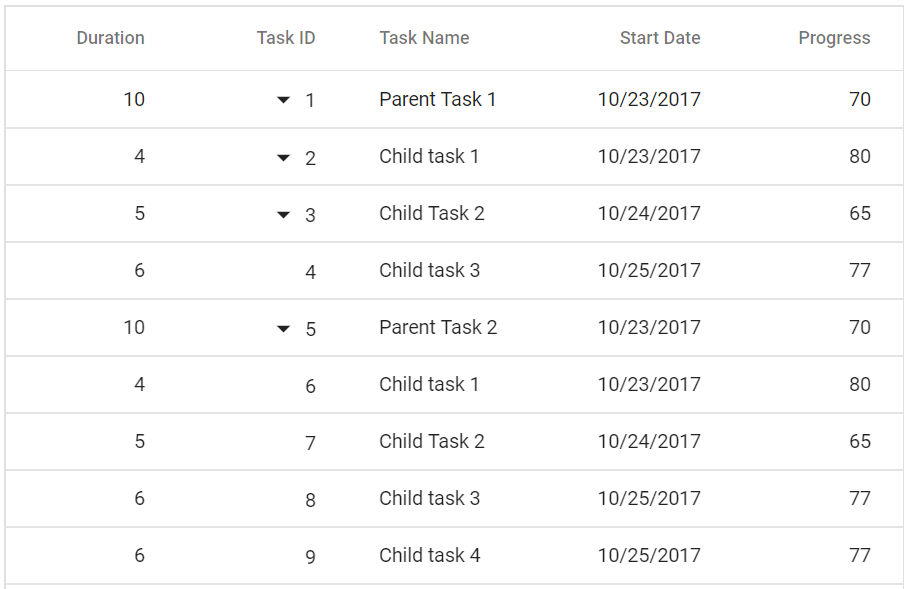 Duration Task ID Task Name Start Date Progress
10 1 Parent Task 1 10/23/2017 70
4 2 Child task 1 10/23/2017 80
5 3 Child Task 2 10/24/2017 65
6 4 Child task 3 10/25/2017 77
10 5 Parent Task 2 10/23/2017 70
4 6 Child task 1 10/23/2017 80
5 7 Child Task 2 10/24/2017 65
6 8 Child task 3 10/25/2017 77
6 9 Child task 4 10/25/2017 77